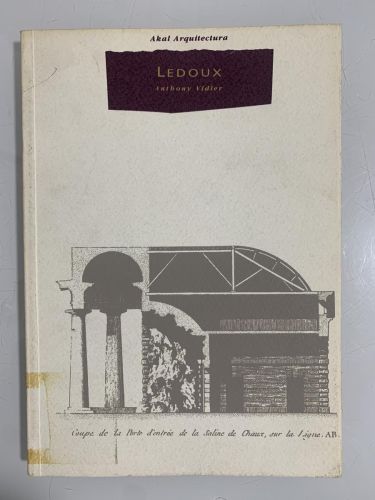 Akal Arquitectura
LEDOUX
Anthony Vidler
Coupe de la Porte d'entrée de la Saline de Chaux, sur la Ligne. AB.